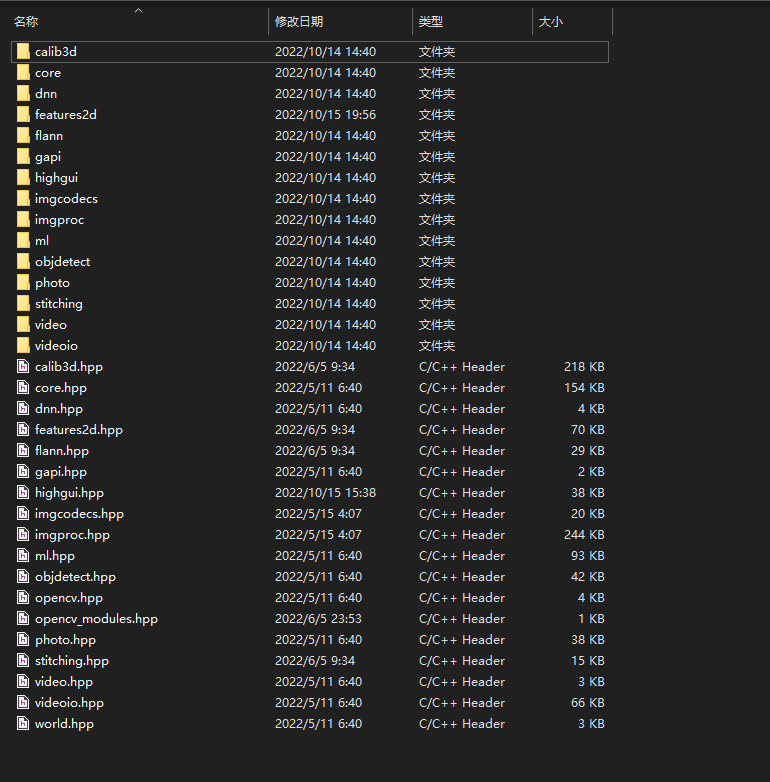 名称 修改日期 类型 大小
calib3d 2022/10/14 14:40 文件夹
core 2022/10/14 14:40 文件夹
dnn 2022/10/14 14:40 文件夹
features2d 2022/10/15 19:56 文件夹
flann 2022/10/14 14:40 文件夹
gapi 2022/10/14 14:40 文件夹
highgui 2022/10/14 14:40 文件夹
imgcodecs 2022/10/14 14:40 文件夹
imgproc 2022/10/14 14:40 文件夹
ml 2022/10/14 14:40 文件夹
objdetect 2022/10/14 14:40 文件夹
photo 2022/10/14 14:40 文件夹
stitching 2022/10/14 14:40 文件夹
video 2022/10/14 14:40 文件夹
videoio 2022/10/14 14:40 文件夹
calib3d.hpp 2022/6/5 9:34 C/C++ Header 218 KB
core.hpp 2022/5/11 6:40 C/C++ Header 154 KB
dnn.hpp 2022/5/11 6:40 C/C++ Header 4 KB
features2d.hpp 2022/6/5 9:34 C/C++ Header 70 KB
flann.hpp 2022/6/5 9:34 C/C++ Header 29 KB
gapi.hpp 2022/5/11 6:40 C/C++ Header 2 KB
highgui.hpp 2022/10/15 15:38 C/C++ Header 38 KB
imgcodecs.hpp 2022/5/15 4:07 C/C++ Header 20 KB
imgproc.hpp 2022/5/15 4:07 C/C++ Header 244 KB
ml.hpp 2022/5/11 6:40 C/C++ Header 93 KB
objdetect.hpp 2022/5/11 6:40 C/C++ Header 42 KB
opencv.hpp 2022/5/11 6:40 C/C++ Header 4 KB
opencv_modules.hpp 2022/6/5 23:53 C/C++ Header 1 KB
photo.hpp 2022/5/11 6:40 C/C++ Header 38 KB
stitching.hpp 2022/6/5 9:34 C/C++ Header 15 KB
video.hpp 2022/5/11 6:40 C/C++ Header 3 KB
videoio.hpp 2022/5/11 6:40 C/C++ Header 66 KB
world.hpp 2022/5/11 6:40 C/C++ Header 3 KB